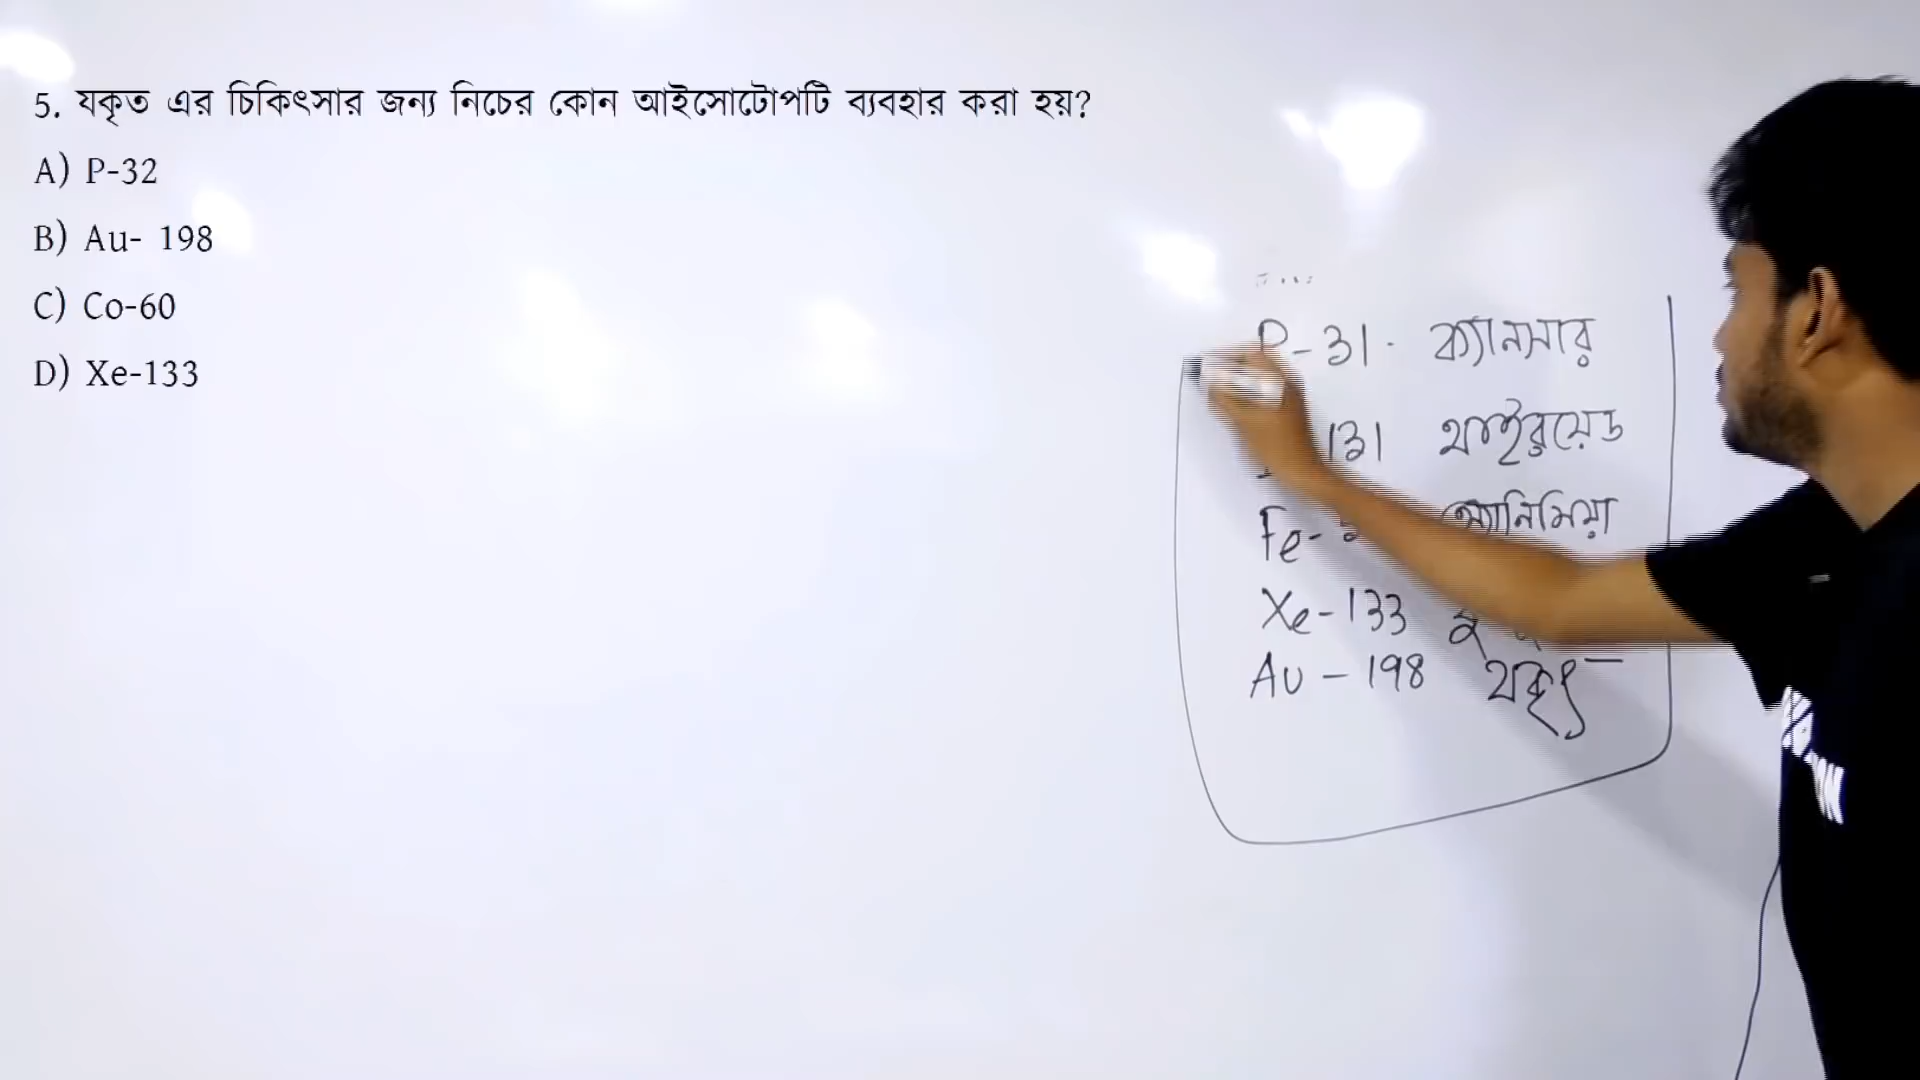 5. যকৃত এর চিকিৎসার জন্য নিচের কোন আইসোটোপটি ব্যবহার করা হয়?
A) P-32
B) Au- 198
C) Co-60
D) Xe-133
P-31. ক্যানসার
131 থাইরয়েড
Fe- অ্যানিমিয়া
Xe-133
Au - 198 যকৃৎ